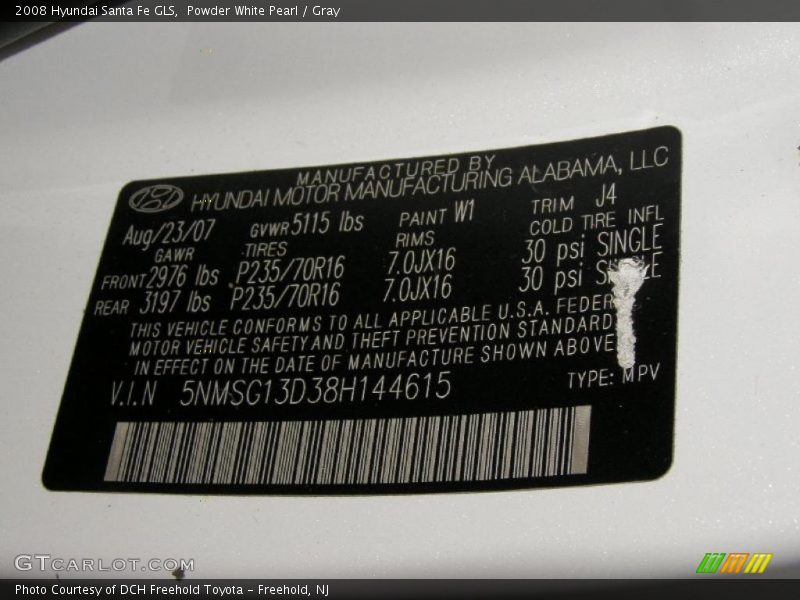 2008 Hyundai Santa Fe GLS, Powder White Pearl / Gray
MANUFACTURED BY
HYUNDAI MOTOR MANUFACTURING ALABAMA, LLC
Aug/23/07 GVWR 5115 lbs PAINT W1 TRIM J4
GAWR TIRES RIMS COLD TIRE INFL
FRONT 2976 lbs P235/70R16 7.0JX16 30 psi SINGLE
REAR 3197 lbs P235/70R16 7.0JX16 30 psi
THIS VEHICLE CONFORMS TO ALL APPLICABLE U.S.A. FEDER
MOTOR VEHICLE SAFETY AND THEFT PREVENTION STANDARD
IN EFFECT ON THE DATE OF MANUFACTURE SHOWN ABOVE
V.I.N 5NMSG13D38H144615 TYPE: MPV
GTCARLOT.COM
Photo Courtesy of DCH Freehold Toyota - Freehold, NJ